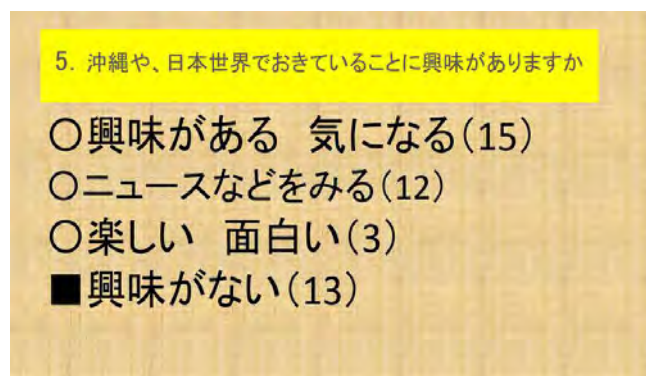 5. 沖縄や、日本世界でおきていることに興味がありますか
○興味がある 気になる(15)
○ニュースなどをみる(12)
○楽しい 面白い(3)
■興味がない(13)